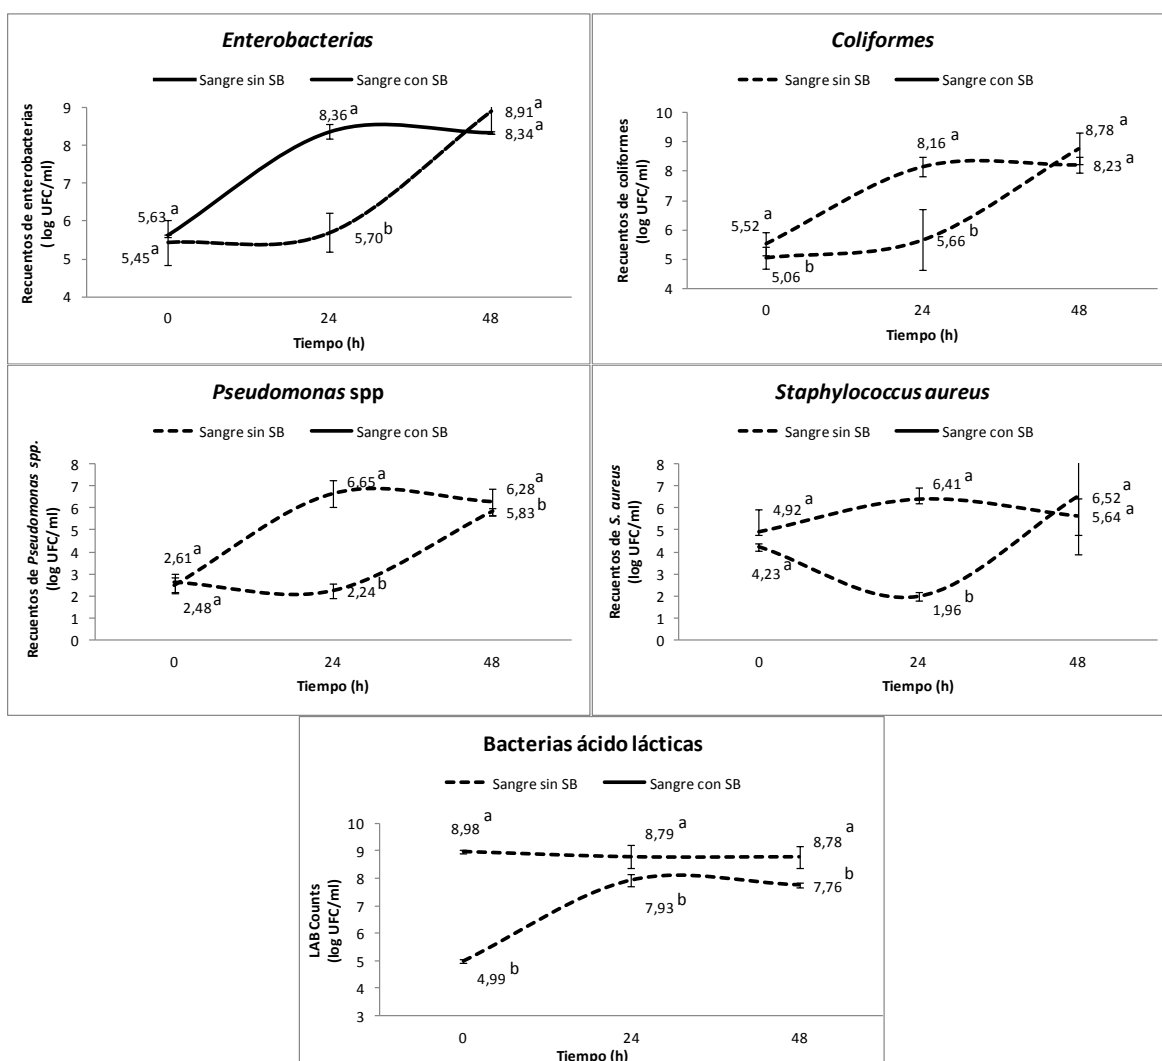 Enterobacterias
Sangre sin SB Sangre con SB
Recuentos de enterobacterias
(log UFC/ml)
9
8
7
6
5
4
5,63 a
5,45 a
8,36 a
5,70 b
8,91 a
8,34 a
0 24 48
Tiempo (h)
Coliformes
Sangre sin SB Sangre con SB
Recuentos de coliformes
(log UFC/ml)
10
9
8
7
6
5
4
5,52 a
5,06 b
8,16 a
5,66 b
8,78 a
8,23 a
0 24 48
Tiempo (h)
Pseudomonas spp
Sangre sin SB Sangre con SB
Recuentos de Pseudomonas spp.
(log UFC/ml)
8
7
6
5
4
3
2
1
0
2,61 a
2,48 a
6,65 a
2,24 b
6,28 a
5,83 b
0 24 48
Tiempo (h)
Staphylococcus aureus
Sangre sin SB Sangre con SB
Recuentos de S. aureus
(log UFC/ml)
8
7
6
5
4
3
2
1
0
4,92 a
4,23 a
6,41 a
1,96 b
6,52 a
5,64 a
0 24 48
Tiempo (h)
Bacterias ácido lácticas
Sangre sin SB Sangre con SB
LAB Counts
(log UFC/ml)
10
9
8
7
6
5
4
3
8,98 a
4,99 b
8,79 a
7,93 b
8,78 a
7,76 b
0 24 48
Tiempo (h)